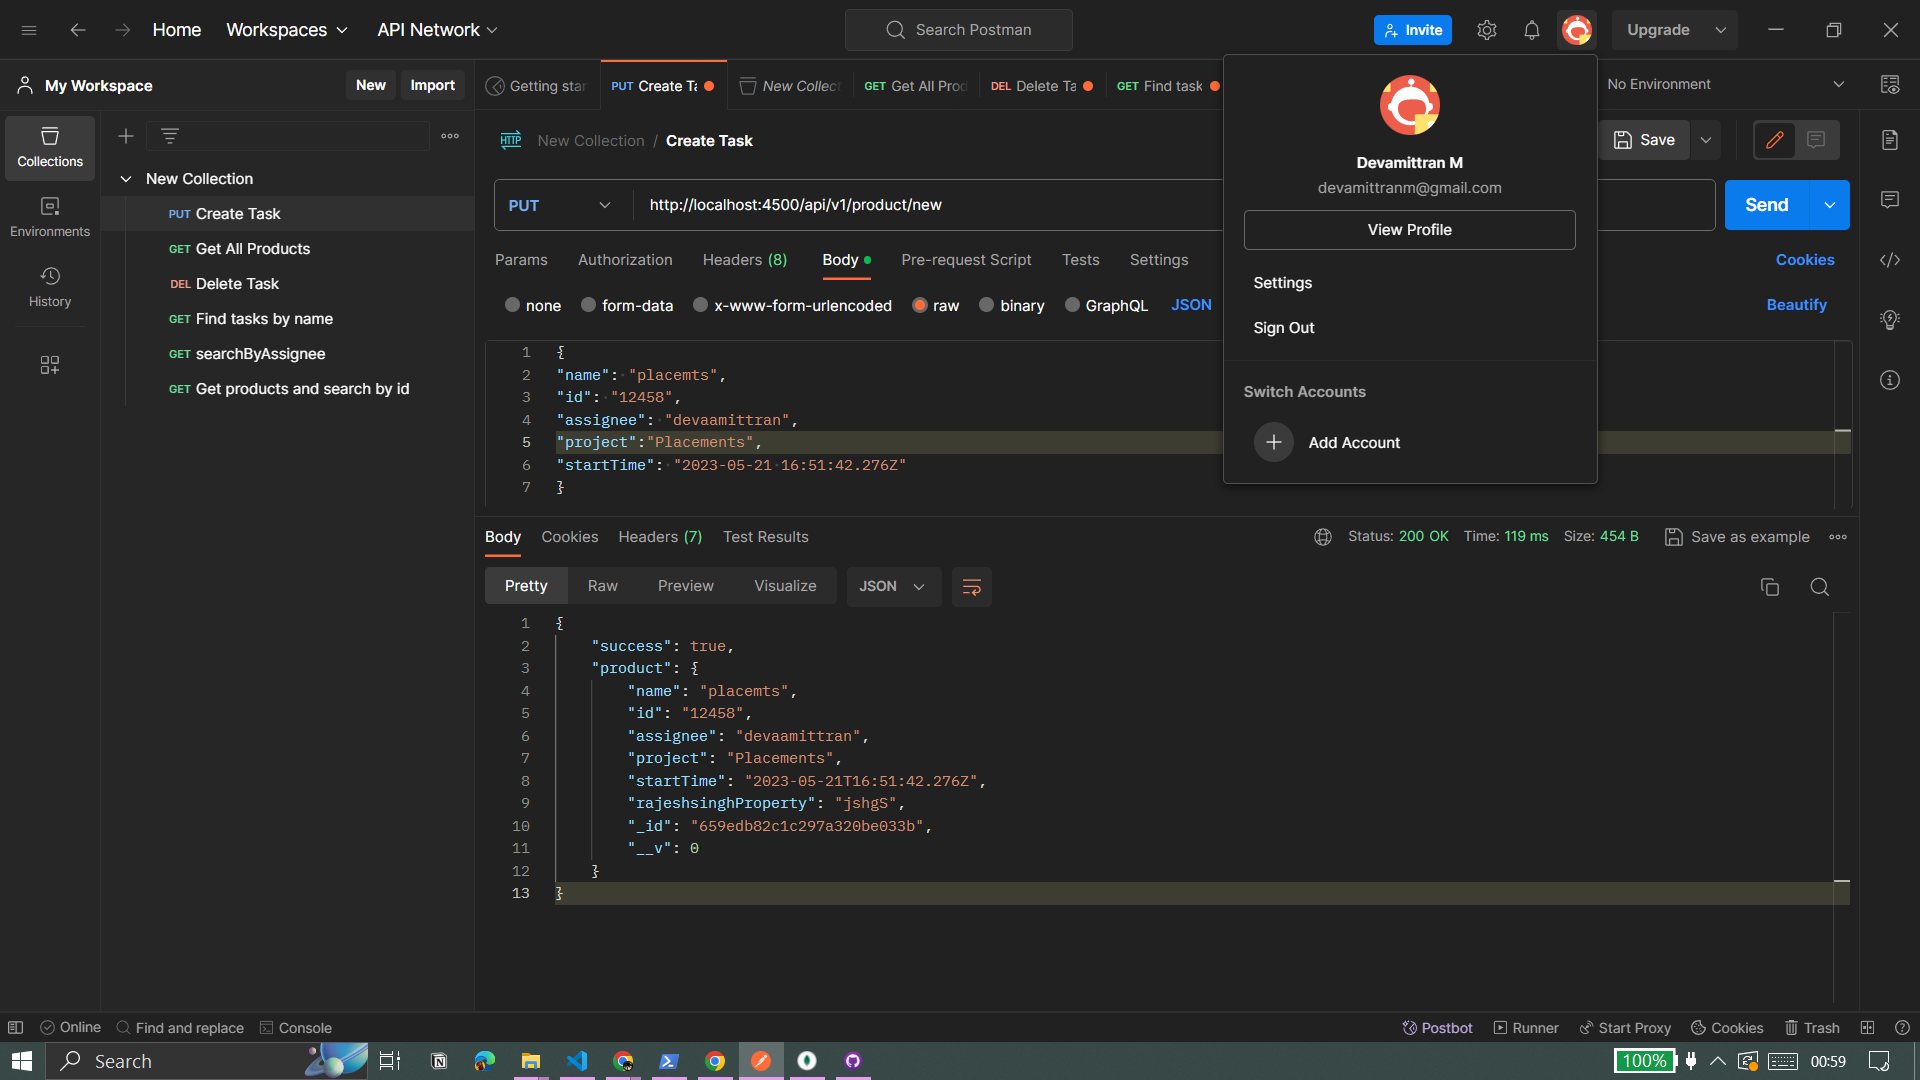 Home Workspaces API Network Search Postman Invite Upgrade
My Workspace New Import
Getting star PUT Create Ta New Collect GET Get All Prod DEL Delete Ta GET Find task No Environment
Collections
Environments
History
New Collection
PUT Create Task
GET Get All Products
DEL Delete Task
GET Find tasks by name
GET searchByAssignee
GET Get products and search by id
HTTP New Collection / Create Task Save
PUT http://localhost:4500/api/v1/product/new Send
Params Authorization Headers (8) Body Pre-request Script Tests Settings Cookies
none form-data x-www-form-urlencoded raw binary GraphQL JSON Beautify
1 {
2 "name": "placemts",
3 "id": "12458",
4 "assignee": "devaamittran",
5 "project":"Placements",
6 "startTime": "2023-05-21 16:51:42.276Z"
7 }
Devamittran M
devamittranm@gmail.com
View Profile
Settings
Sign Out
Switch Accounts
Add Account
Body Cookies Headers (7) Test Results Status: 200 OK Time: 119 ms Size: 454 B Save as example
Pretty Raw Preview Visualize JSON
1 {
2 "success": true,
3 "product": {
4 "name": "placemts",
5 "id": "12458",
6 "assignee": "devaamittran",
7 "project": "Placements",
8 "startTime": "2023-05-21T16:51:42.276Z",
9 "rajeshsinghProperty": "jshgS",
10 "_id": "659edb82c1c297a320be033b",
11 "__v": 0
12 }
13 }
Online Find and replace Console Postbot Runner Start Proxy Cookies Trash
Search 100% 00:59